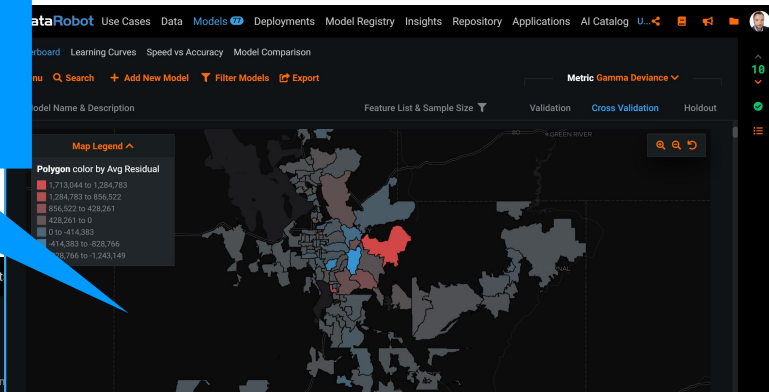 ataRobot Use Cases Data Models 77 Deployments Model Registry Insights Repository Applications AI Catalog U...
erboard Learning Curves Speed vs Accuracy Model Comparison
nu Search + Add New Model Filter Models Export Metric Gamma Deviance
odel Name & Description Feature List & Sample Size Validation Cross Validation Holdout
10
80 GREEN RIVER
Map Legend
Polygon color by Avg Residual
1,713,044 to 1,284,783
1,284,783 to 856,522
856,522 to 428,261
428,261 to 0
0 to -414,383
-414,383 to -828,766
28,766 to -1,243,149
NAL